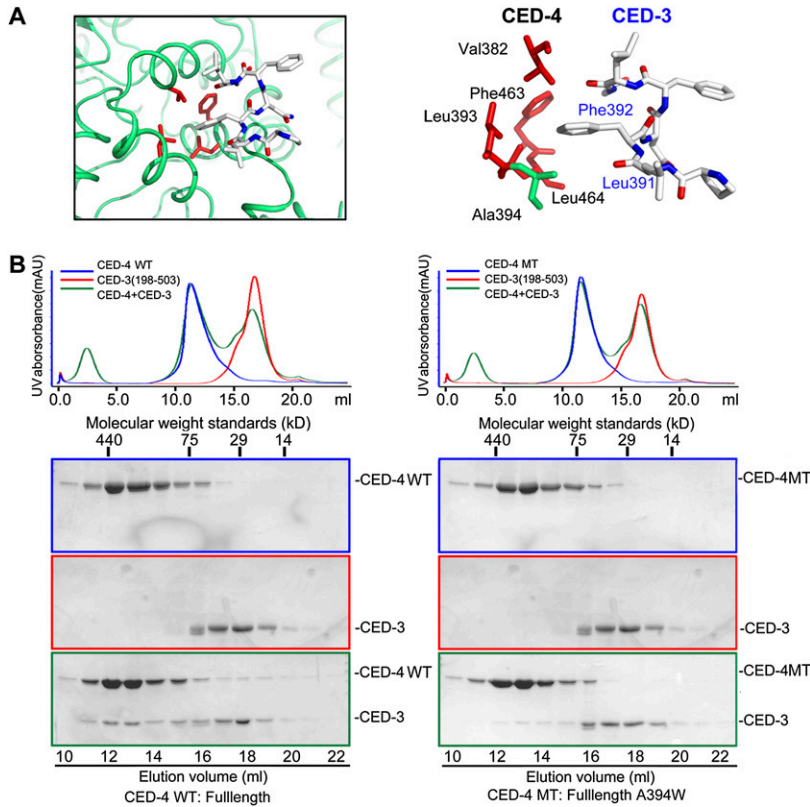 A
CED-4 CED-3
Val382
Phe463
Leu393
Phe392
Leu391
Leu464
Ala394
B
UV aborsorbance(mAU)
CED-4 WT
CED-3(198-503)
CED-4+CED-3
0.0 5.0 10.0 15.0 20.0 ml
Molecular weight standards (kD)
440 75 29 14
-CED-4 WT
-CED-3
-CED-4 WT
-CED-3
10 12 14 16 18 20 22
Elution volume (ml)
CED-4 WT: Fulllength
UV aborsorbance(mAU)
CED-4 MT
CED-3(198-503)
CED-4+CED-3
0.0 5.0 10.0 15.0 20.0 ml
Molecular weight standards (kD)
440 75 29 14
-CED-4MT
-CED-3
-CED-4MT
-CED-3
10 12 14 16 18 20 22
Elution volume (ml)
CED-4 MT: Fulllength A394W